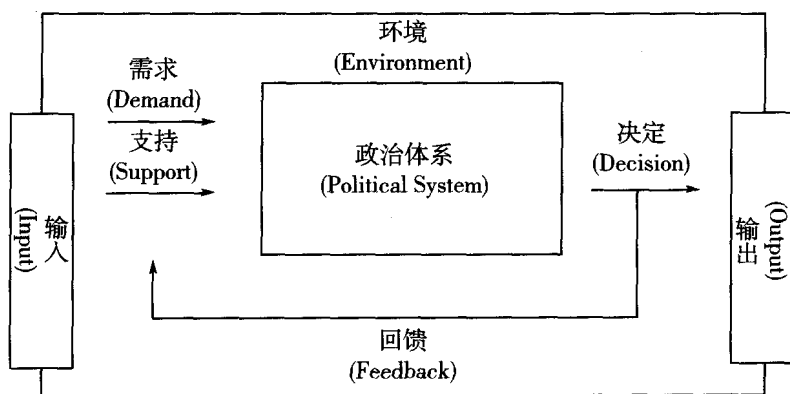 环境
(Environment)
需求
(Demand)
支持
(Support)
政治体系
(Political System)
决定
(Decision)
输入
(Input)
输出
(Output)
回馈
(Feedback)